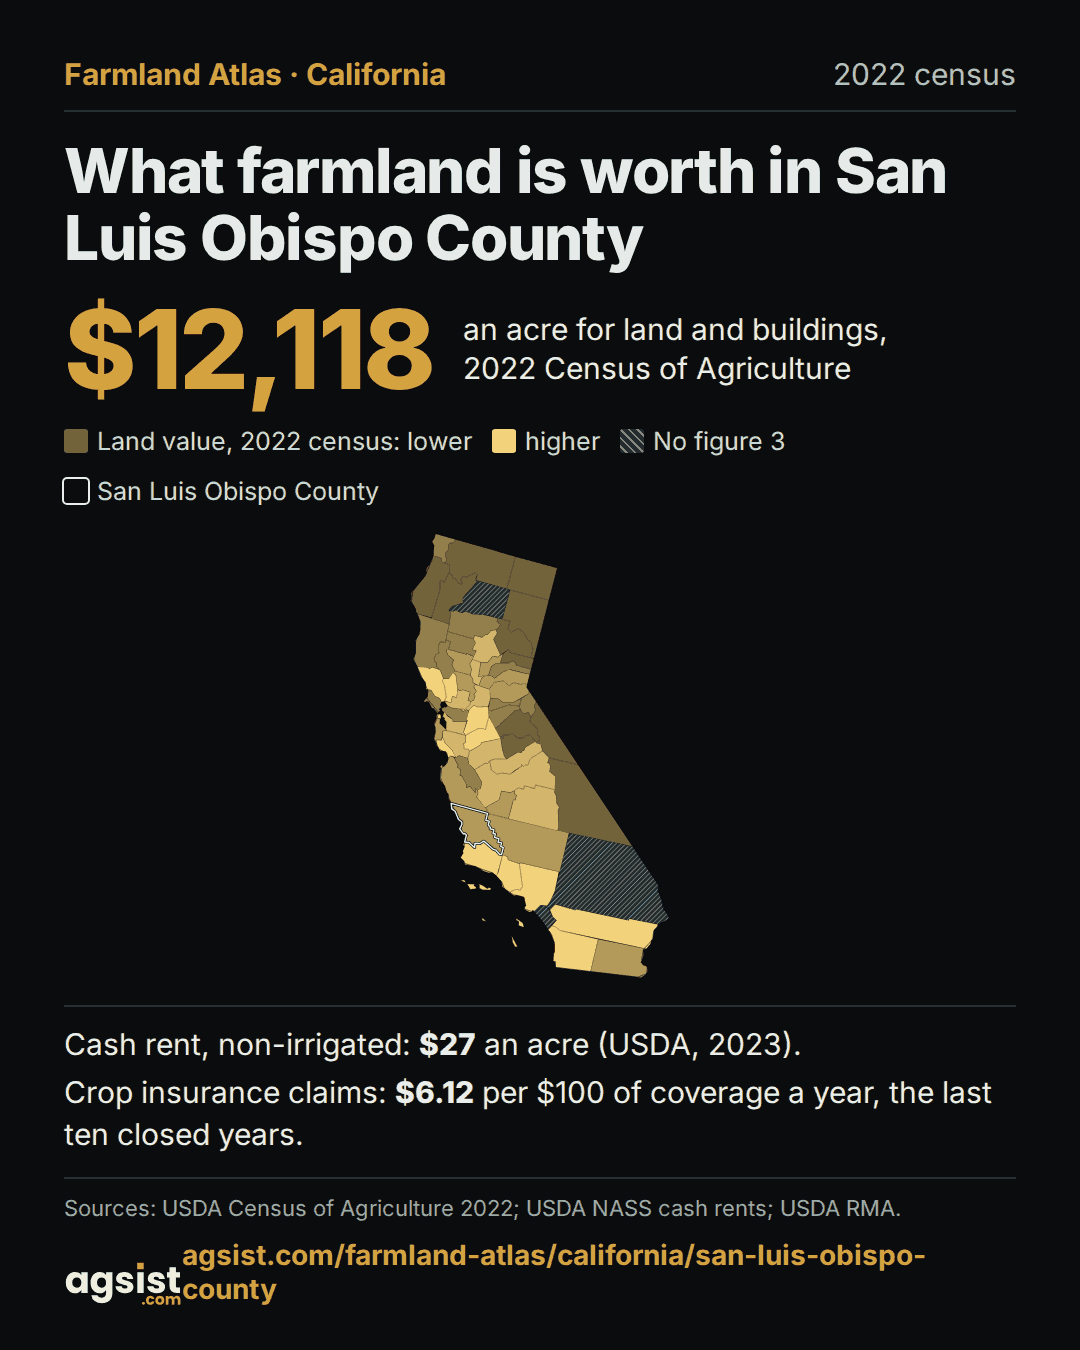 Farmland Atlas · California
2022 census
What farmland is worth in San
Luis Obispo County
$12,118
an acre for land and buildings,
2022 Census of Agriculture
Land value, 2022 census: lower
higher
No figure 3
San Luis Obispo County
Cash rent, non-irrigated: $27 an acre (USDA, 2023).
Crop insurance claims: $6.12 per $100 of coverage a year, the last
ten closed years.
Sources: USDA Census of Agriculture 2022; USDA NASS cash rents; USDA RMA.
agsist.com
agsist.com/farmland-atlas/california/san-luis-obispo-
county